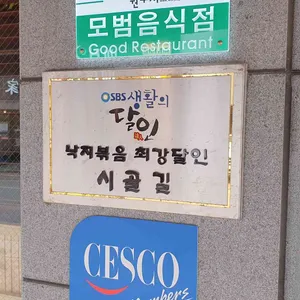 모범음식점
Good Restaurant
SBS 생활의
달인
낙지볶음 최강달인
시골길
CESCO
Members